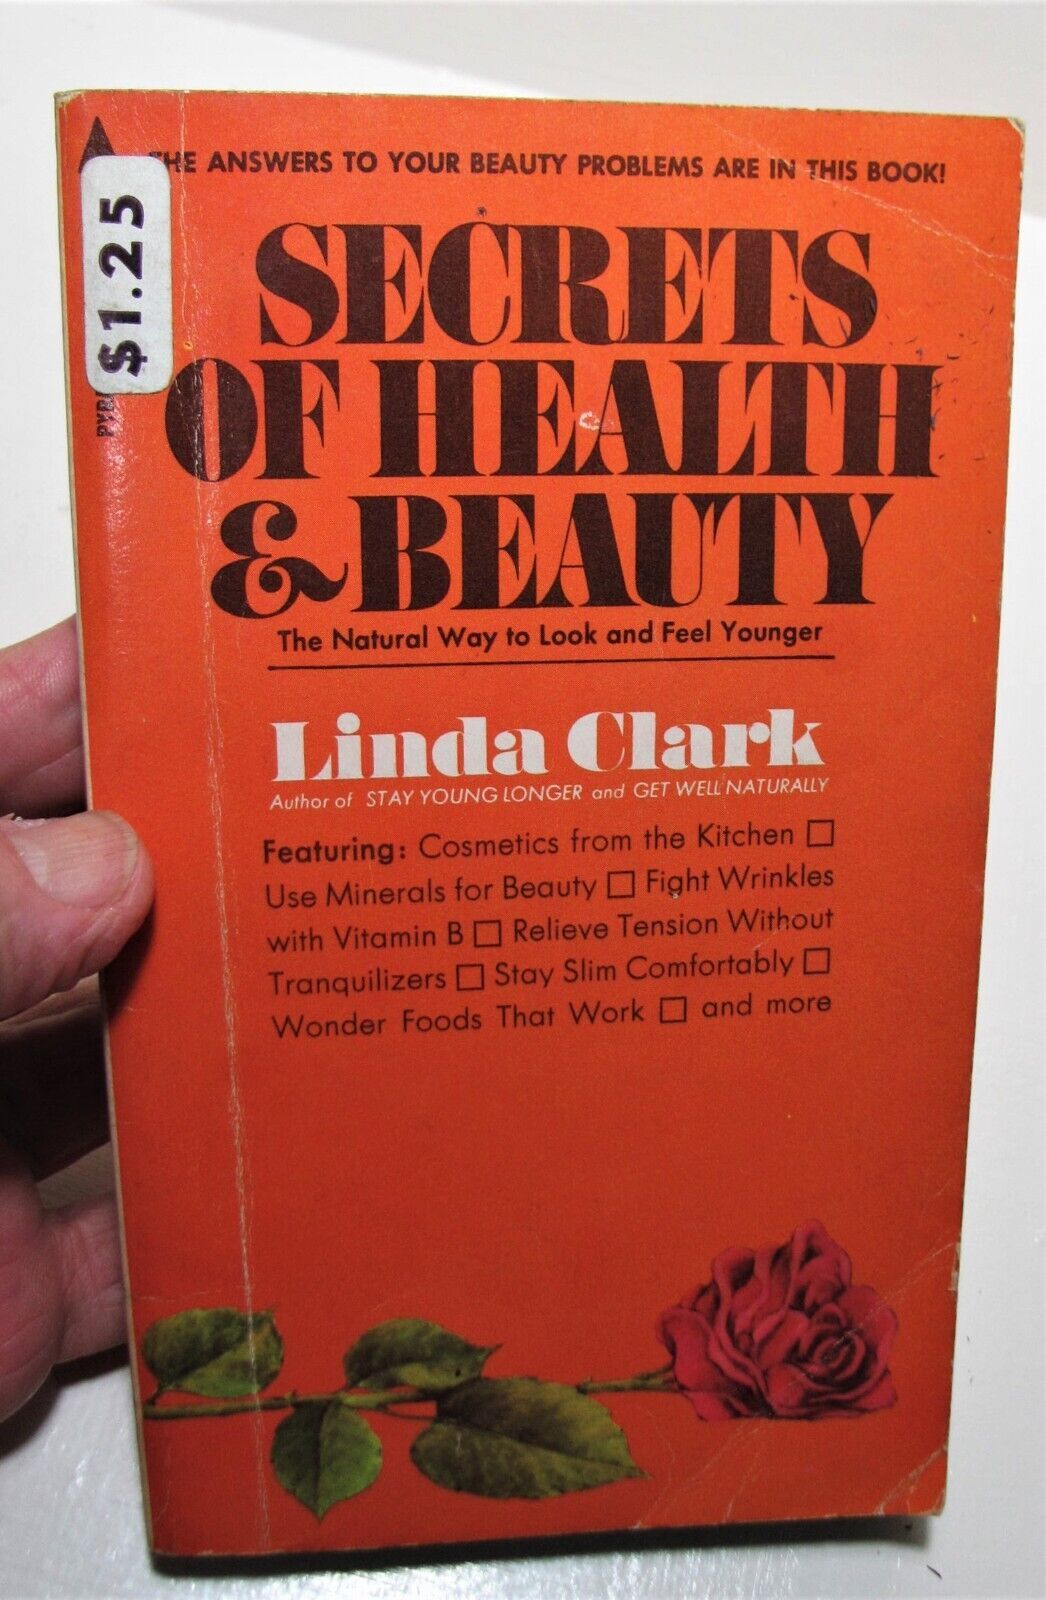 THE ANSWERS TO YOUR BEAUTY PROBLEMS ARE IN THIS BOOK!
$1.25
SECRETS
OF HEALTH
& BEAUTY
The Natural Way to Look and Feel Younger
Linda Clark
Author of STAY YOUNG LONGER and GET WELL NATURALLY
Featuring: Cosmetics from the Kitchen □
Use Minerals for Beauty □ Fight Wrinkles
with Vitamin B □ Relieve Tension Without
Tranquilizers □ Stay Slim Comfortably □
Wonder Foods That Work □ and more